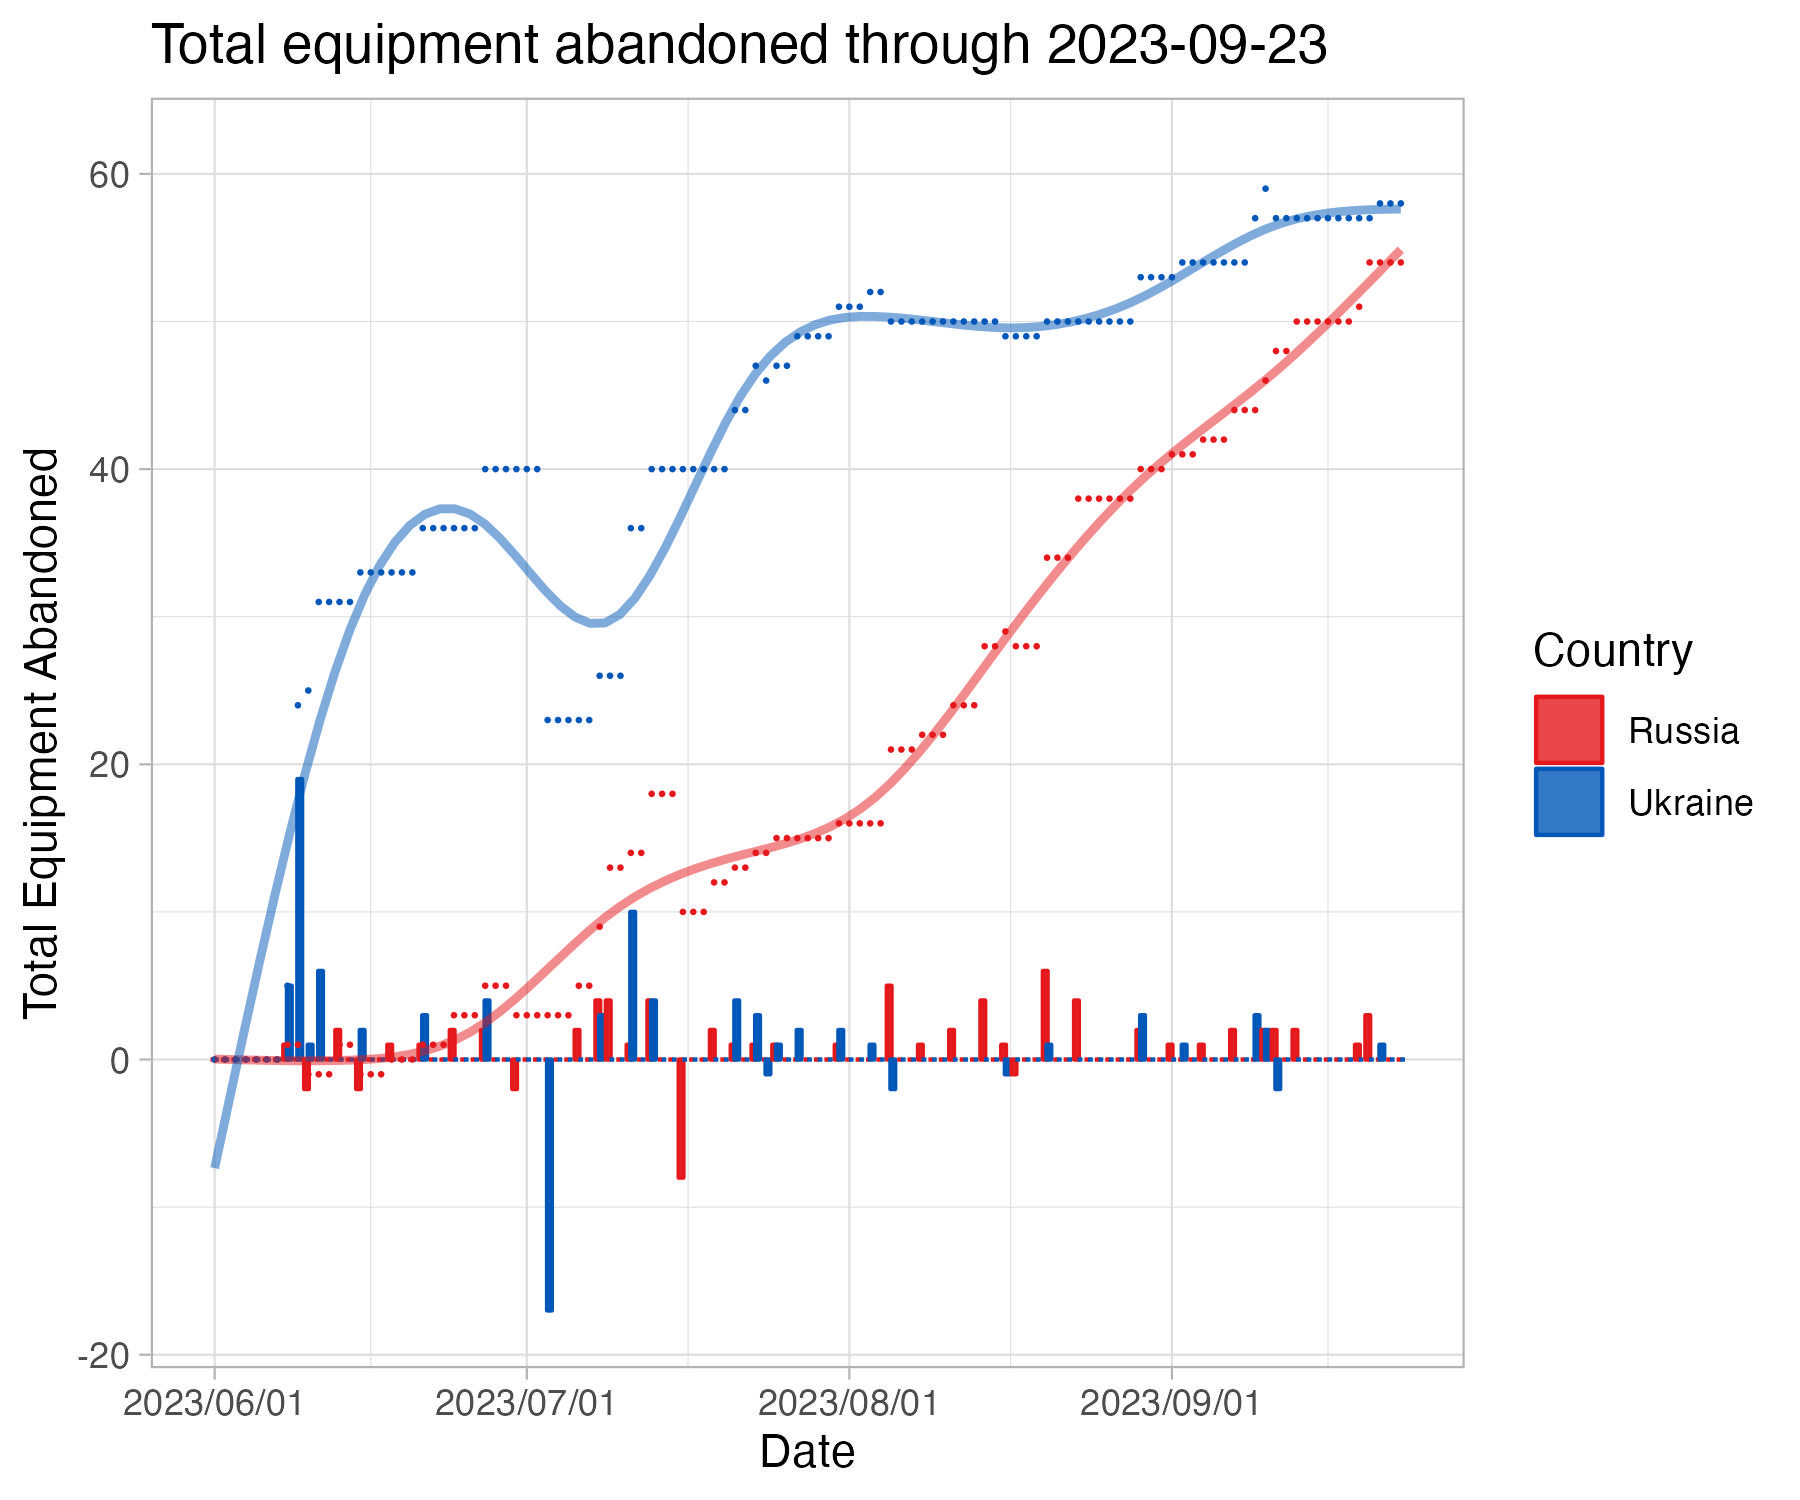 Total equipment abandoned through 2023-09-23
Total Equipment Abandoned
60
40
20
0
-20
2023/06/01
2023/07/01
2023/08/01
2023/09/01
Date
Country
Russia
Ukraine